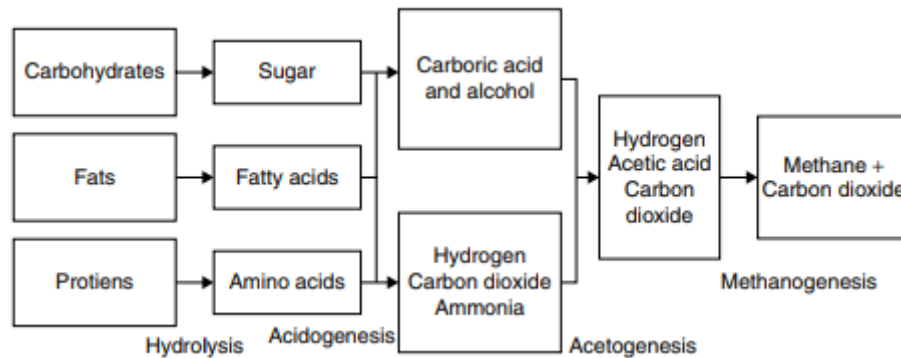 Carbohydrates
Sugar
Carboric acid
and alcohol
Fats
Fatty acids
Hydrogen
Acetic acid
Carbon
dioxide
Methane +
Carbon dioxide
Protiens
Amino acids
Hydrogen
Carbon dioxide
Ammonia
Hydrolysis
Acidogenesis
Acetogenesis
Methanogenesis